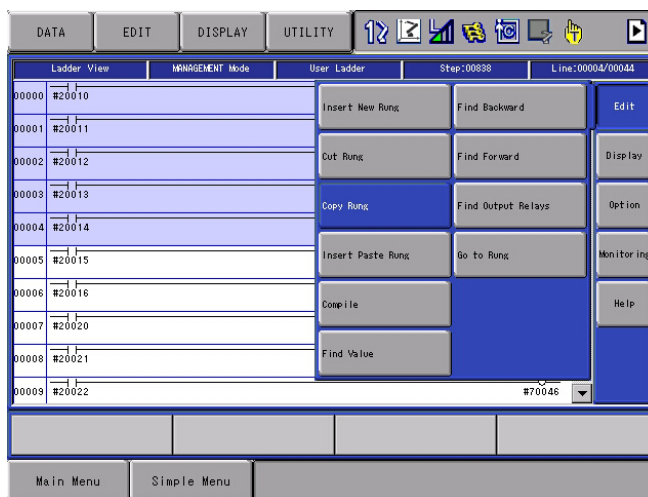 DATA EDIT DISPLAY UTILITY
Ladder View MANAGEMENT Mode User Ladder Step:00838 Line:00004/00044
00000 #20010
00001 #20011
00002 #20012
00003 #20013
00004 #20014
00005 #20015
00006 #20016
00007 #20020
00008 #20021
00009 #20022 #70046
Insert New Rung Find Backward
Cut Rung Find Forward
Copy Rung Find Output Relays
Insert Paste Rung Go to Rung
Compile
Find Value
Edit
Display
Option
Monitoring
Help
Main Menu Simple Menu